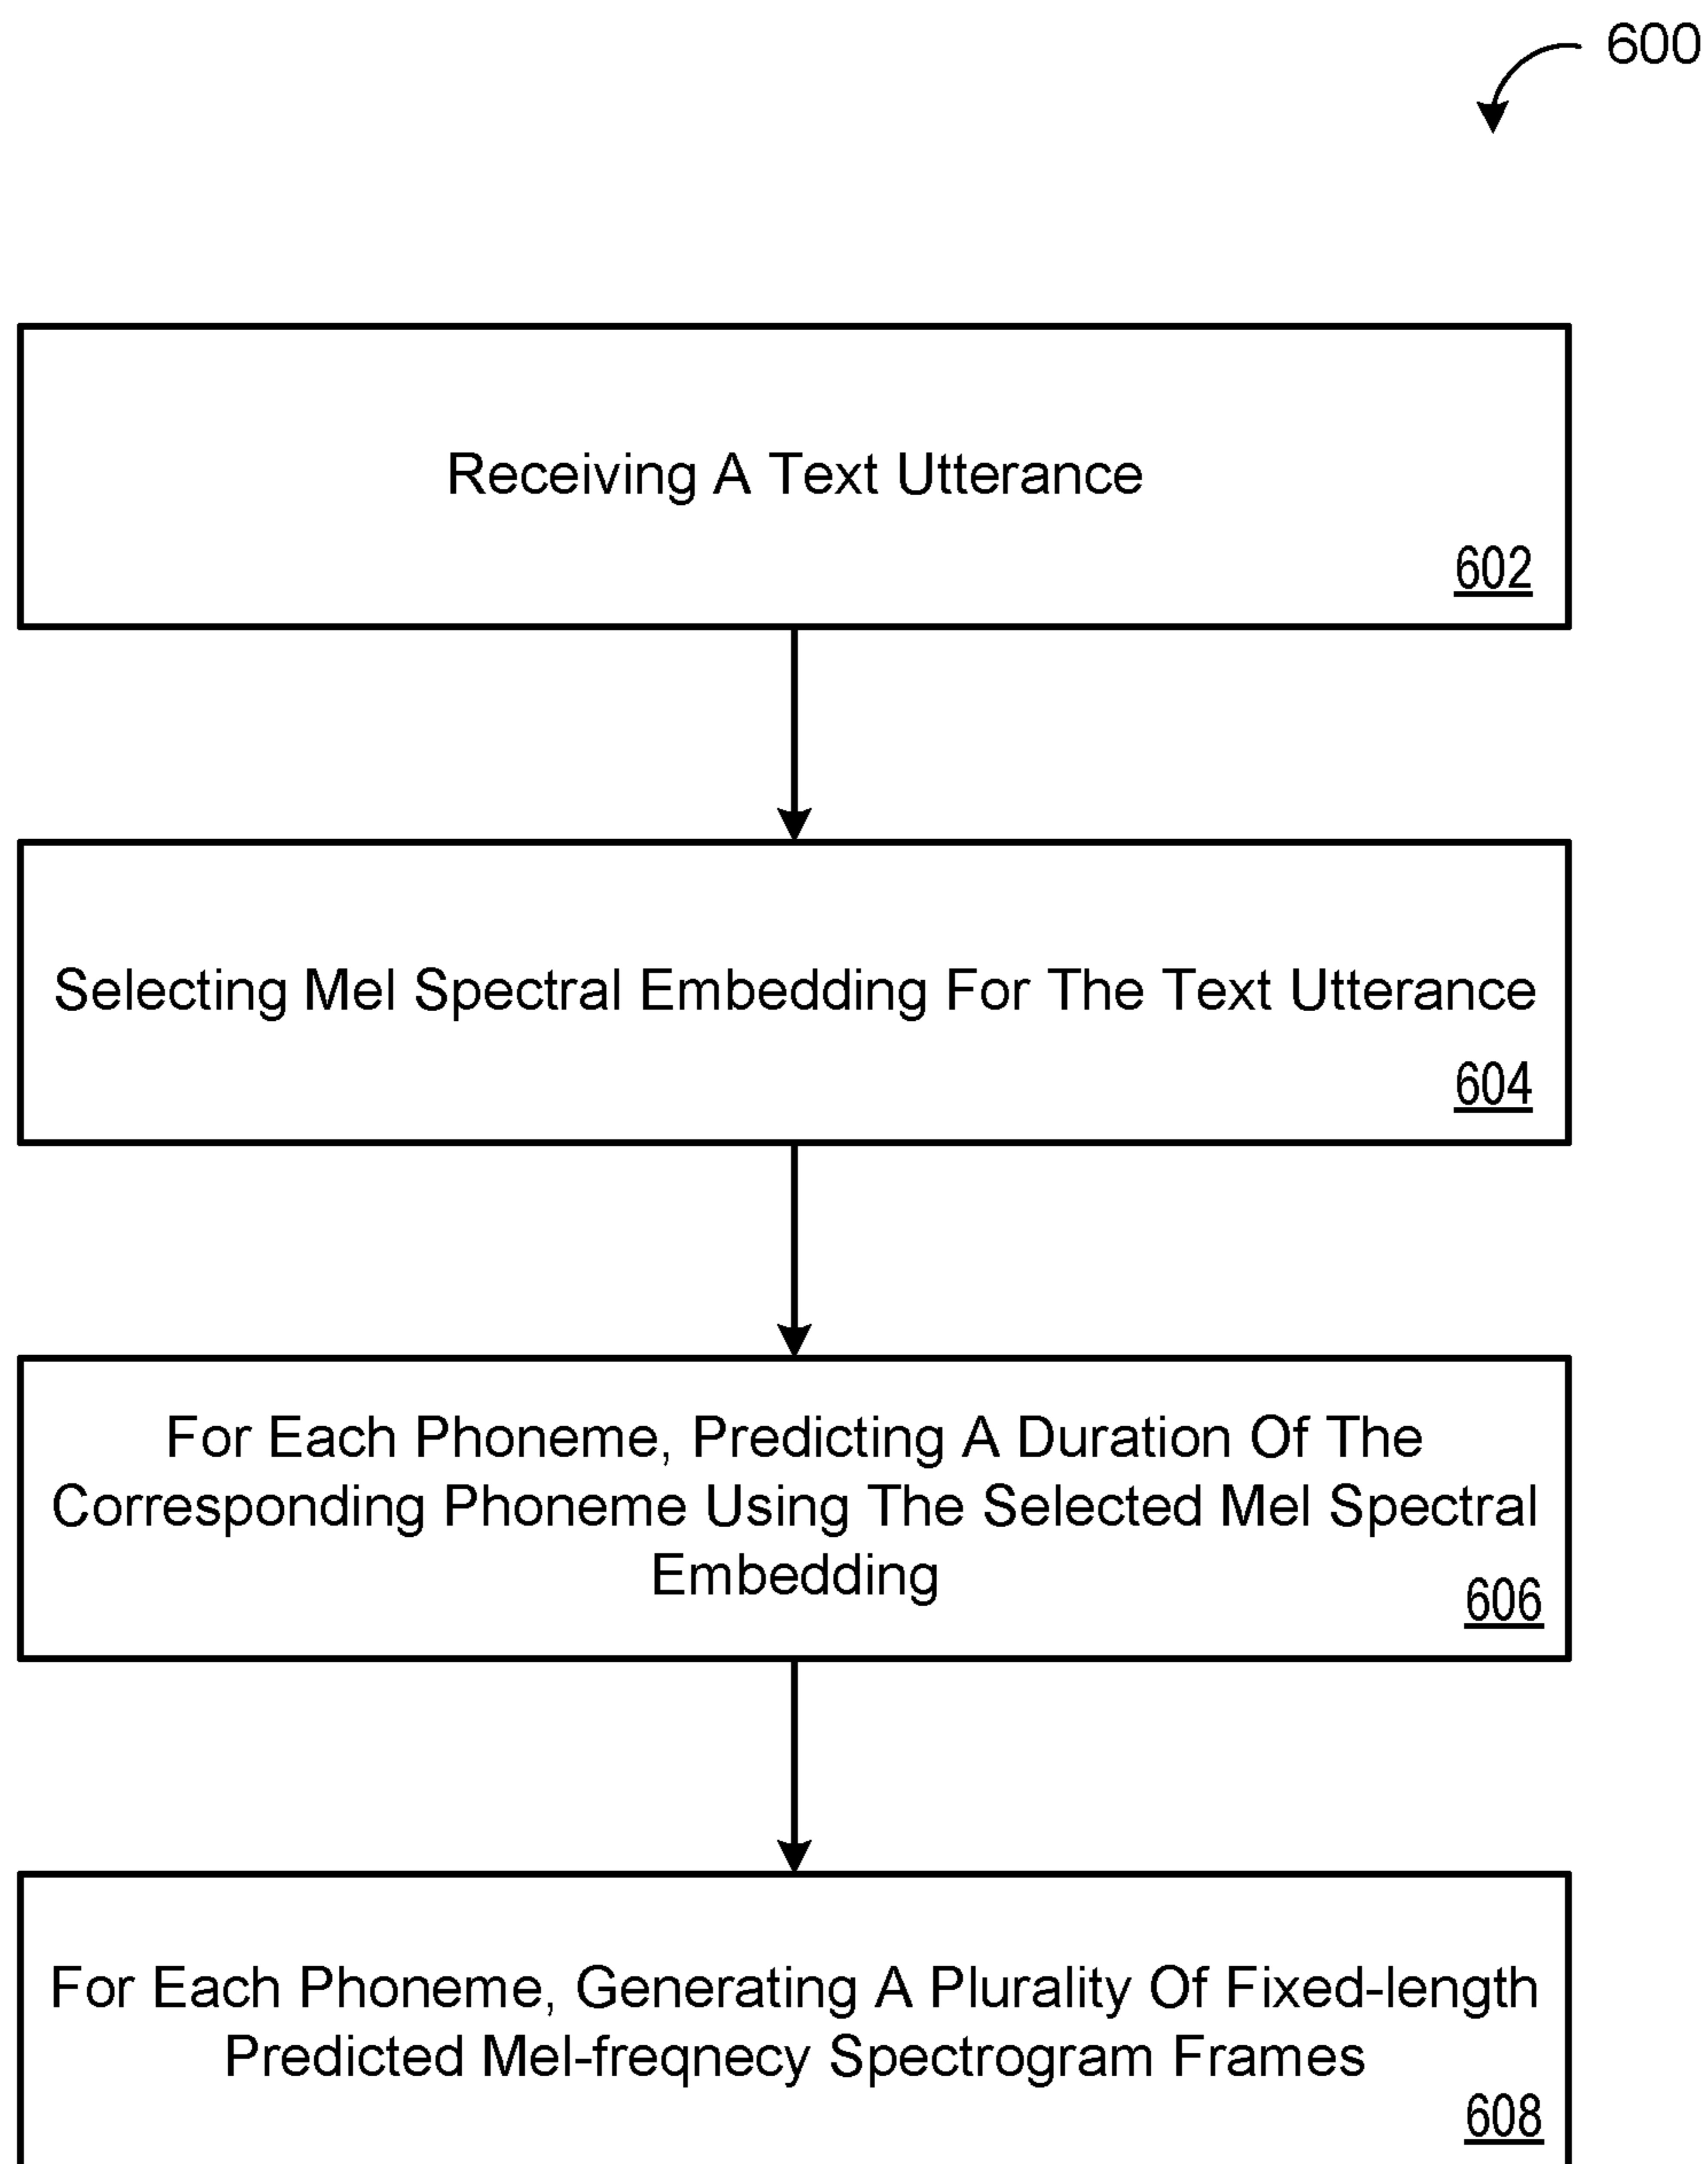 600
Receiving A Text Utterance
602
Selecting Mel Spectral Embedding For The Text Utterance
604
For Each Phoneme, Predicting A Duration Of The
Corresponding Phoneme Using The Selected Mel Spectral
Embedding
606
For Each Phoneme, Generating A Plurality Of Fixed-length
Predicted Mel-freqnecy Spectrogram Frames
608